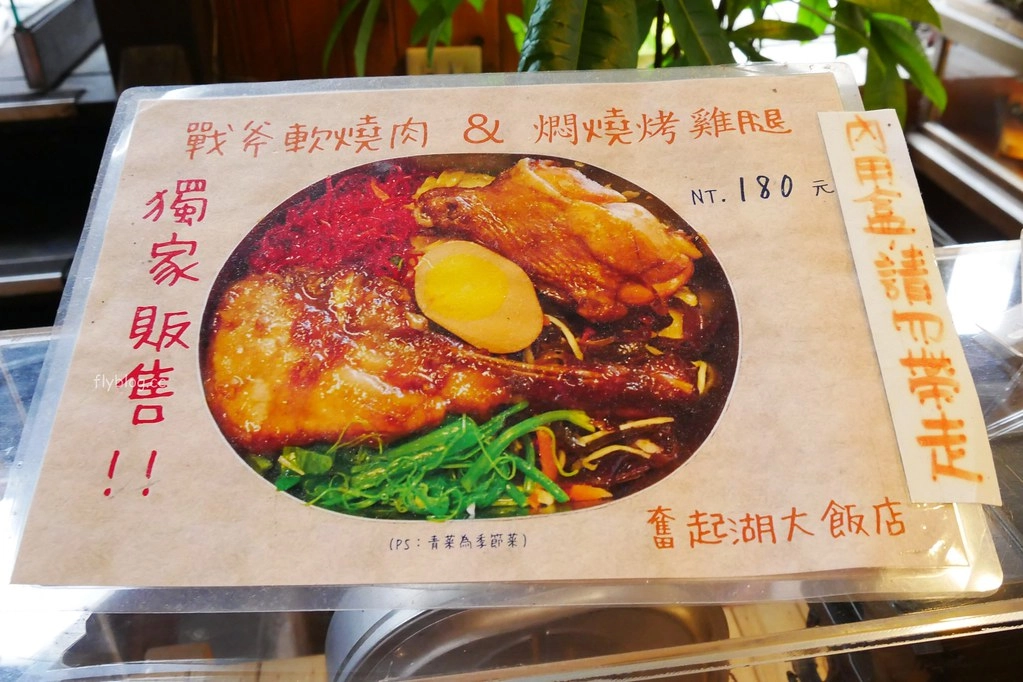 戰斧軟燒肉 & 燜燒烤雞腿
NT. 180 元
獨家販售!!
(PS:青菜為季節菜)
奮起湖大飯店
內用盒請勿帶走
flyblog.cc